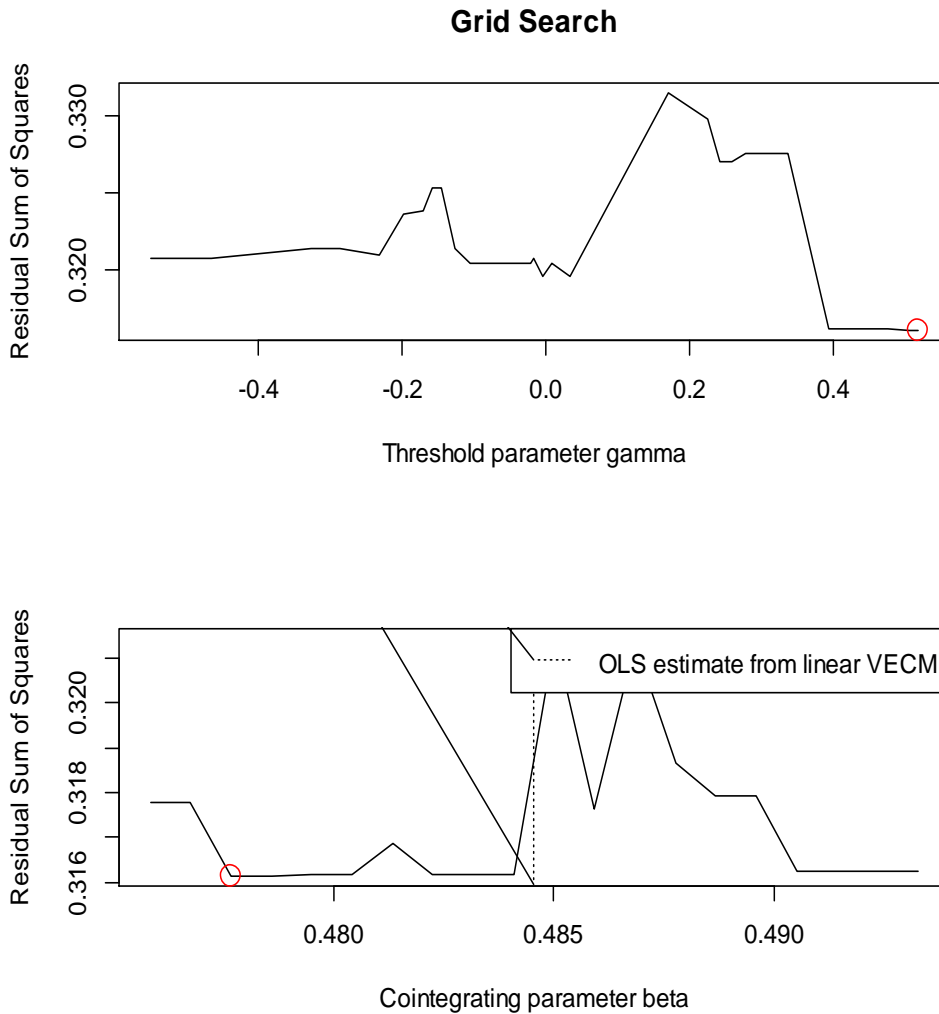 Grid Search
Residual Sum of Squares
0.330
0.320
-0.4 -0.2 0.0 0.2 0.4
Threshold parameter gamma
Residual Sum of Squares
0.320
0.318
0.316
OLS estimate from linear VECM
0.480 0.485 0.490
Cointegrating parameter beta